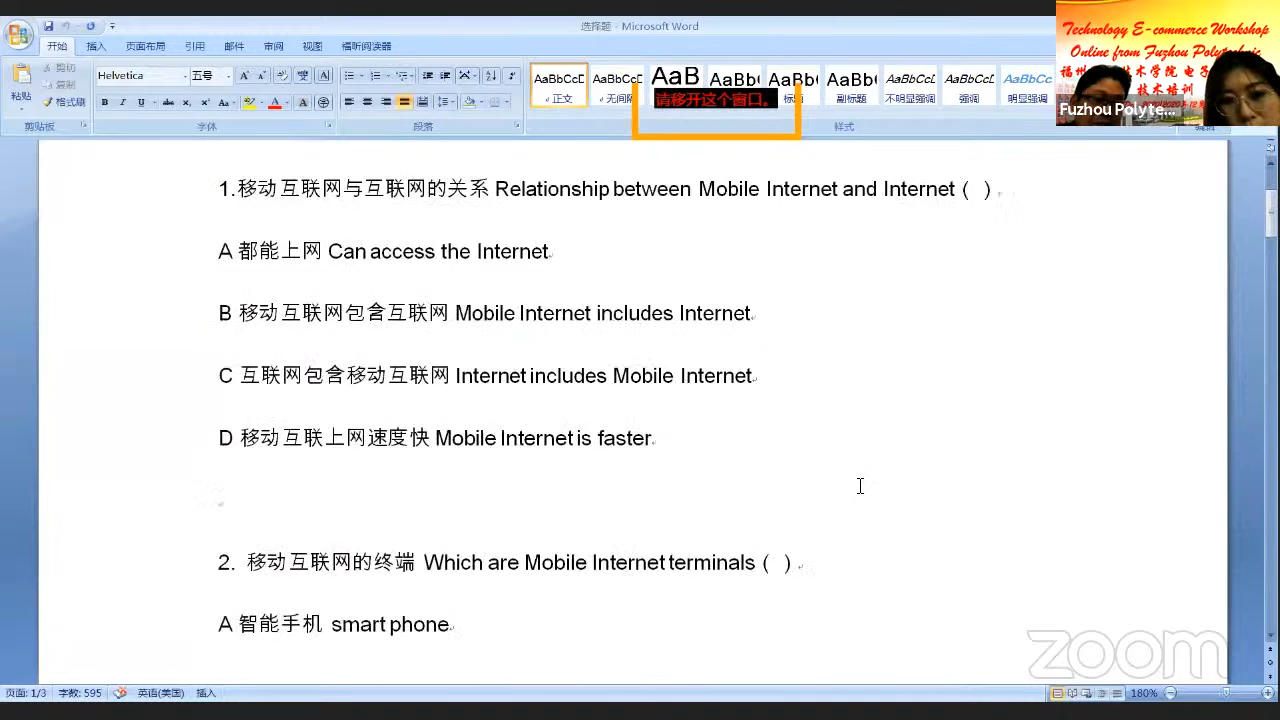 选择题 - Microsoft Word
开始 插入 页面布局 引用 邮件 审阅 视图 福昕阅读器
剪切
复制
格式刷
粘贴
Helvetica 五号
AaBbCcD AaBbCcD AaB AaBb( AaBb( AaBb( AaBbCcD AaBbCcD AaBbCcD
正文 无间隔 标题 副标题 不明显强调 强调 明显强调
请移开这个窗口。
剪贴板 字体 段落 样式 编辑
Technology E-commerce Workshop
Online from Fuzhou Polytechnic
技术培训
Fuzhou Polyte...
1.移动互联网与互联网的关系 Relationship between Mobile Internet and Internet ( )
A 都能上网 Can access the Internet
B 移动互联网包含互联网 Mobile Internet includes Internet
C 互联网包含移动互联网 Internet includes Mobile Internet
D 移动互联上网速度快 Mobile Internet is faster
2. 移动互联网的终端 Which are Mobile Internet terminals ( )
A 智能手机 smart phone
zoom
页面: 1/3 字数: 595 英语(美国) 插入 180%